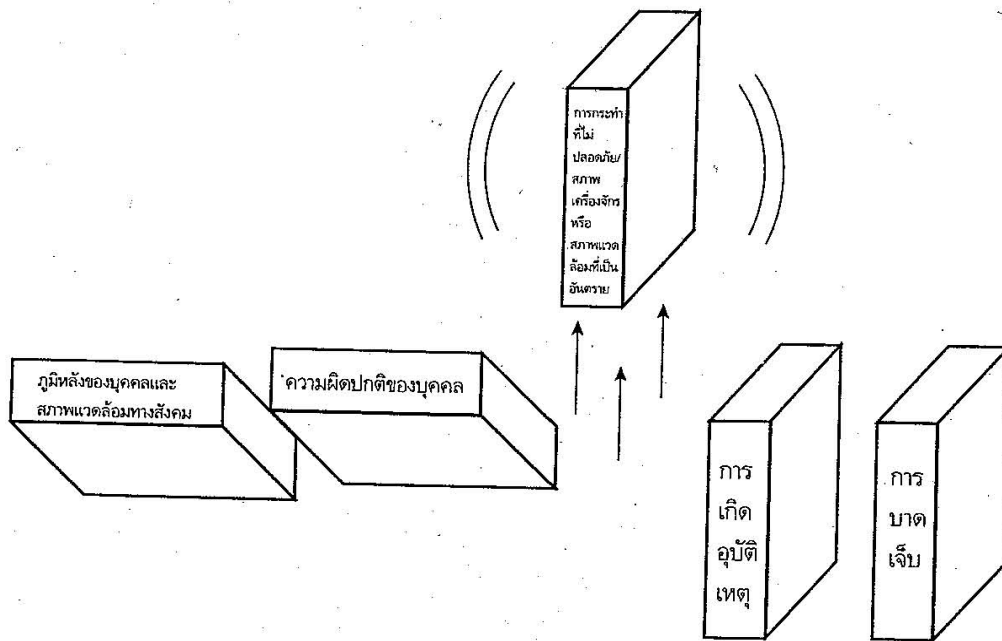 การกระทำ
ที่ไม่
ปลอดภัย/
สภาพ
เครื่องจักร
หรือ
สภาพแวด
ล้อมที่เป็น
อันตราย
ภูมิหลังของบุคคลและ
สภาพแวดล้อมทางสังคม
ความผิดปกติของบุคคล
การ
เกิด
อุบัติ
เหตุ
การ
บาด
เจ็บ